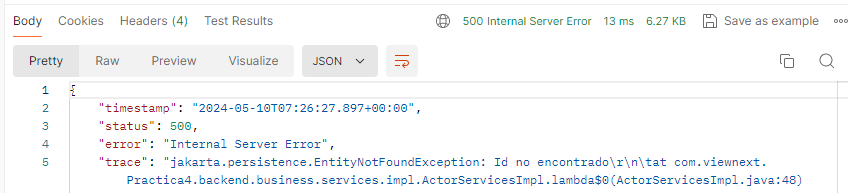 Body Cookies Headers (4) Test Results 500 Internal Server Error 13 ms 6.27 KB Save as example
Pretty Raw Preview Visualize JSON
1 {
2 "timestamp": "2024-05-10T07:26:27.897+00:00",
3 "status": 500,
4 "error": "Internal Server Error",
5 "trace": "jakarta.persistence.EntityNotFoundException: Id no encontrado\r\n\tat com.viewnext.
Practica4.backend.business.services.impl.ActorServicesImpl.lambda$0(ActorServicesImpl.java:48)